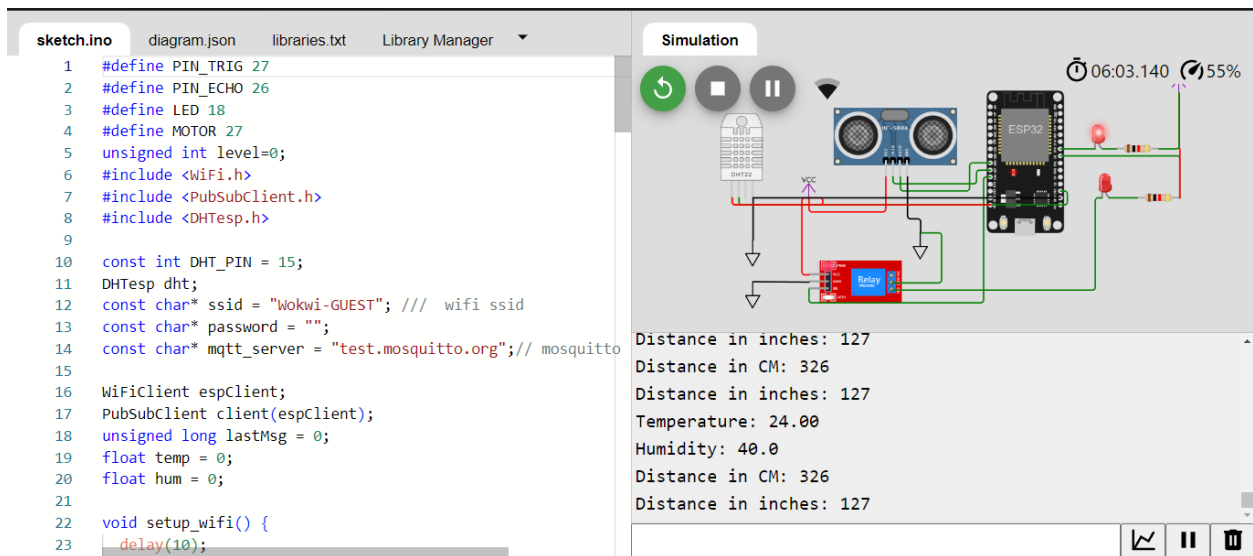 sketch.ino diagram.json libraries.txt Library Manager
1 #define PIN_TRIG 27
2 #define PIN_ECHO 26
3 #define LED 18
4 #define MOTOR 27
5 unsigned int level=0;
6 #include <WiFi.h>
7 #include <PubSubClient.h>
8 #include <DHTesp.h>
9
10 const int DHT_PIN = 15;
11 DHTesp dht;
12 const char* ssid = "Wokwi-GUEST"; /// wifi ssid
13 const char* password = "";
14 const char* mqtt_server = "test.mosquitto.org";// mosquitto
15
16 WiFiClient espClient;
17 PubSubClient client(espClient);
18 unsigned long lastMsg = 0;
19 float temp = 0;
20 float hum = 0;
21
22 void setup_wifi() {
23 delay(10);
Simulation
06:03.140 55%
ESP32
DHT22
VCC
Relay
Module
Distance in inches: 127
Distance in CM: 326
Distance in inches: 127
Temperature: 24.00
Humidity: 40.0
Distance in CM: 326
Distance in inches: 127